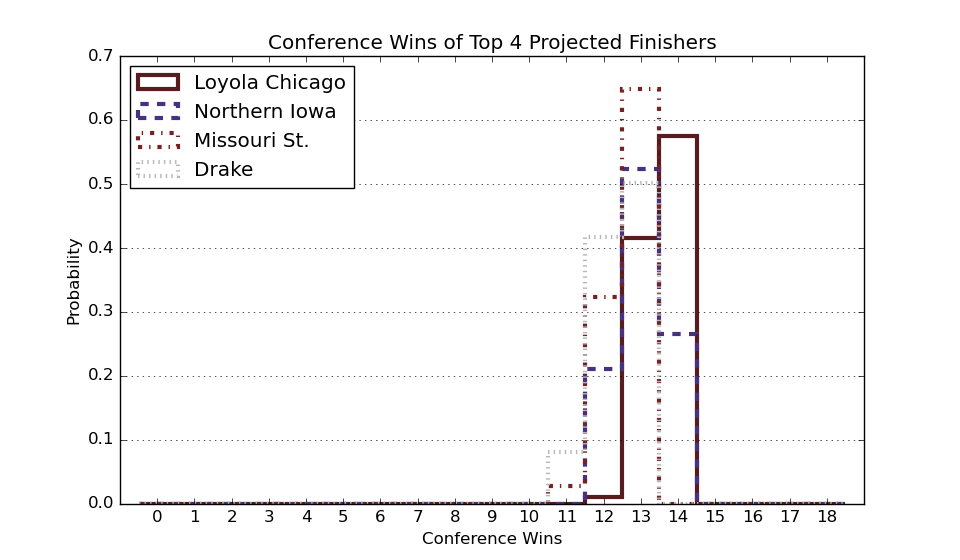 Conference Wins of Top 4 Projected Finishers
0.7
0.6
0.5
0.4
0.3
0.2
0.1
0.0
Probability
Loyola Chicago
Northern Iowa
Missouri St.
Drake
0 1 2 3 4 5 6 7 8 9 10 11 12 13 14 15 16 17 18
Conference Wins